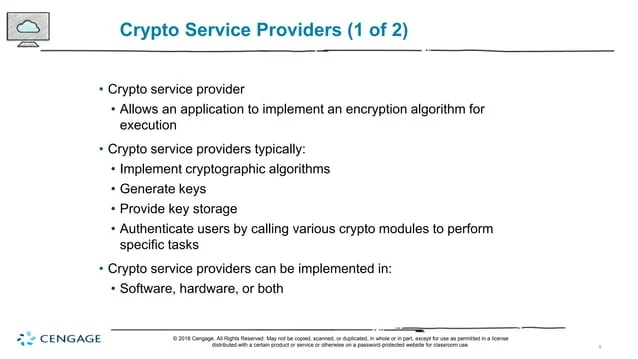 Crypto Service Providers (1 of 2)
• Crypto service provider
• Allows an application to implement an encryption algorithm for
execution
• Crypto service providers typically:
• Implement cryptographic algorithms
• Generate keys
• Provide key storage
• Authenticate users by calling various crypto modules to perform
specific tasks
• Crypto service providers can be implemented in:
• Software, hardware, or both
CENGAGE
© 2018 Cengage. All Rights Reserved. May not be copied, scanned, or duplicated, in whole or in part, except for use as permitted in a license
distributed with a certain product or service or otherwise on a password-protected website for classroom use.